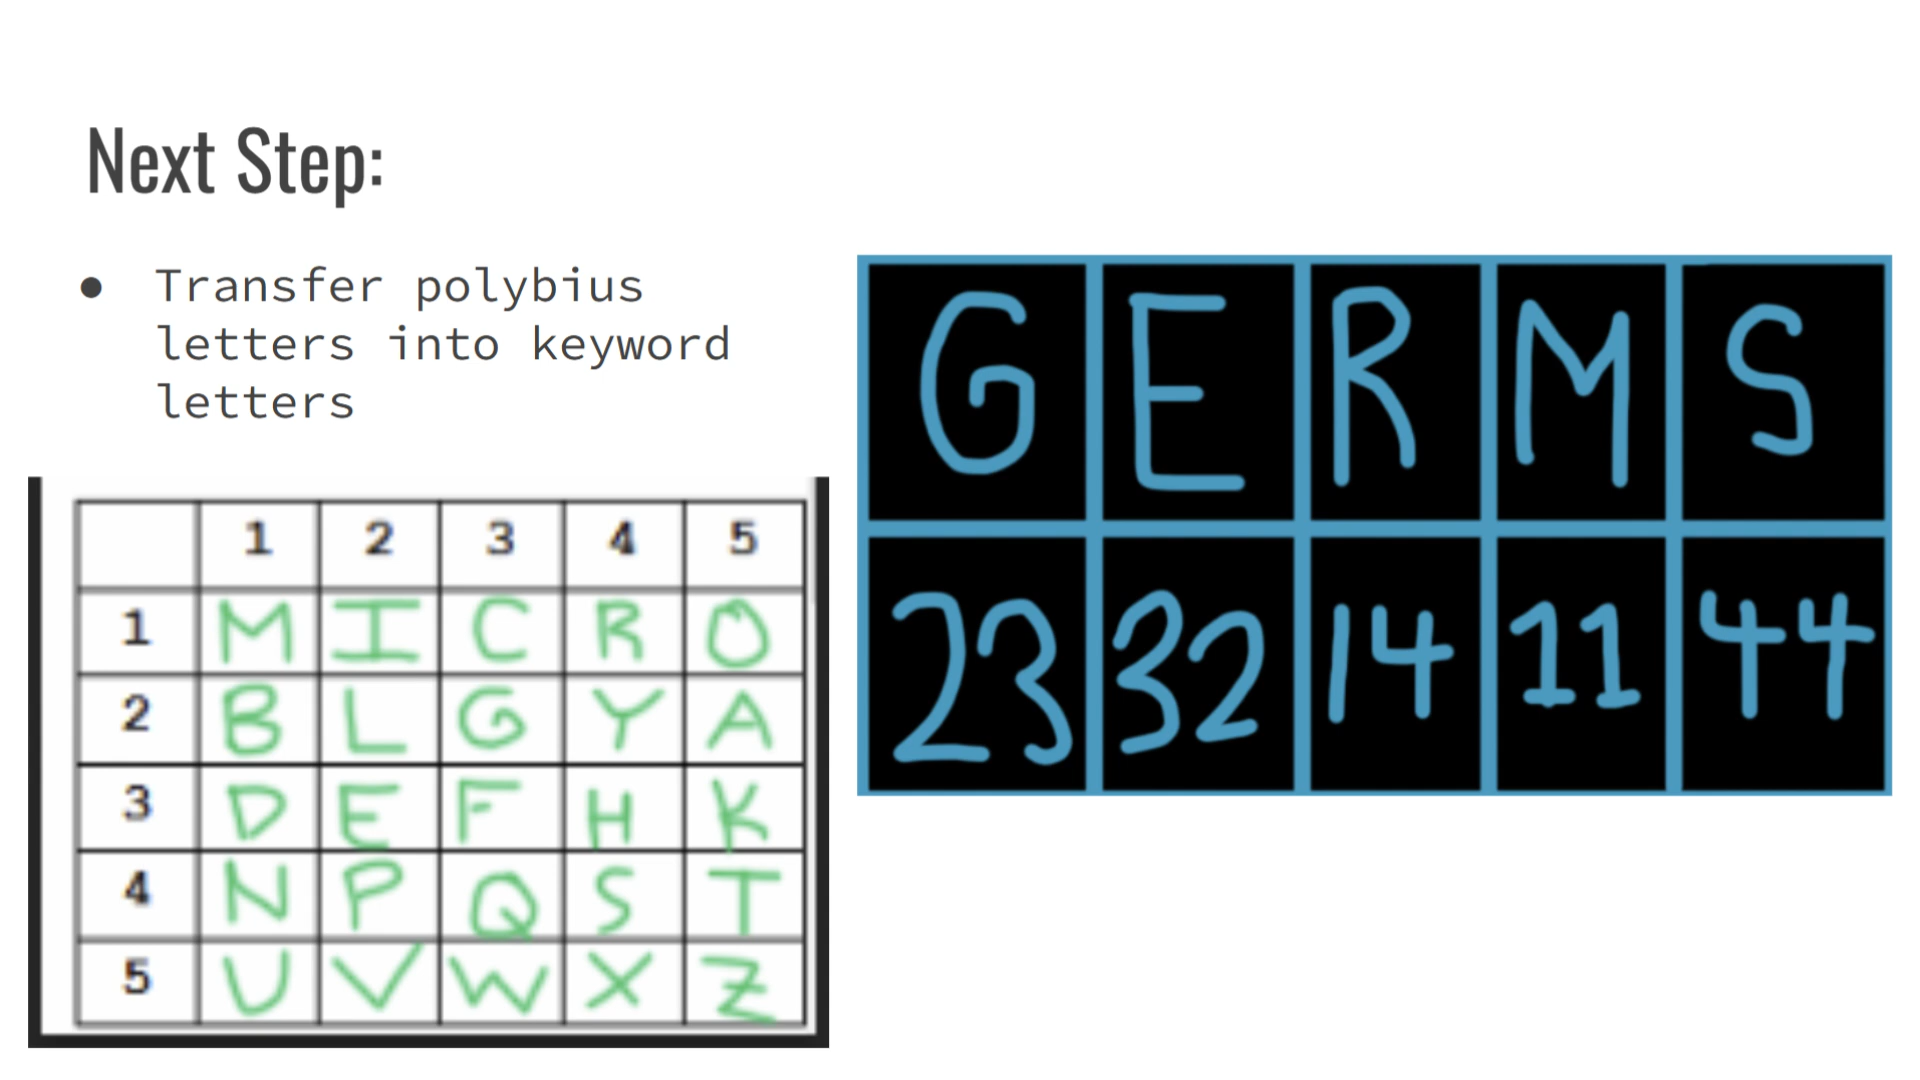 Next Step:
● Transfer polybius
letters into keyword
letters
1 2 3 4 5
1 M I C R O
2 B L G Y A
3 D E F H K
4 N P Q S T
5 U V W X Z
G E R M S
23 32 14 11 44